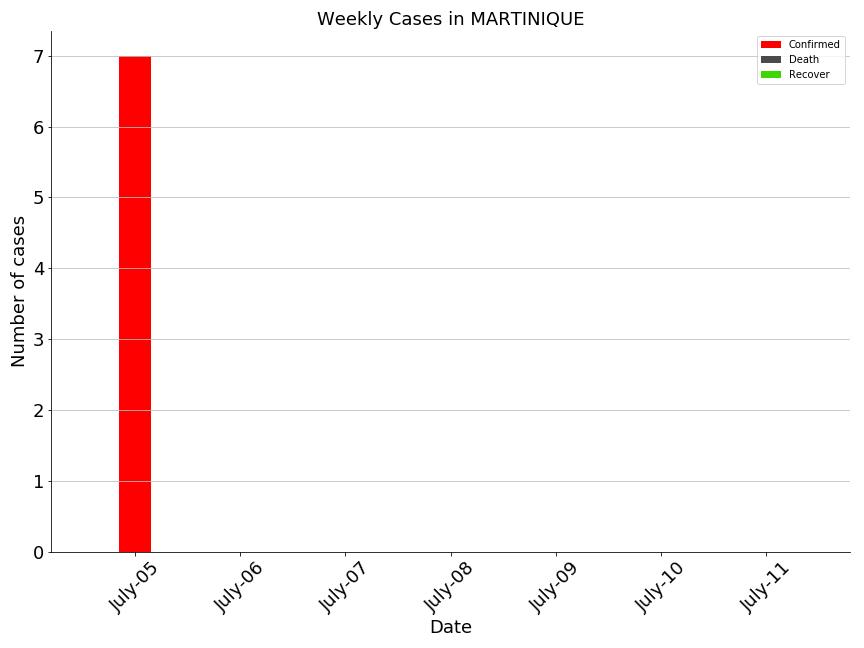 Weekly Cases in MARTINIQUE
Confirmed
Death
Recover
Number of cases
7
6
5
4
3
2
1
0
July-05 July-06 July-07 July-08 July-09 July-10 July-11
Date